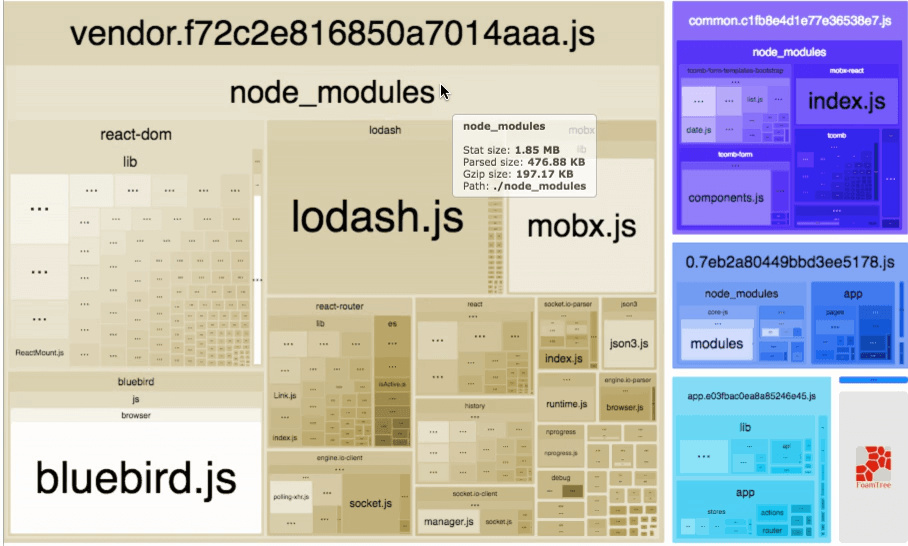 vendor.f72c2e816850a7014aaa.js
node_modules
react-dom
lib
...
ReactMount.js
bluebird
js
browser
bluebird.js
lodash
lodash.js
mobx
lib
mobx.js
node_modules
Stat size: 1.85 MB
Parsed size: 476.88 KB
Gzip size: 197.17 KB
Path: ./node_modules
react-router
lib
es
Link.js
isActive.js
index.js
react
history
socket.io-parser
index.js
json3
json3.js
runtime.js
engine.io-parser
browser.js
nprogress
nprogress.js
debug
engine.io-client
polling-xhr.js
socket.js
socket.io-client
manager.js
socket.js
common.c1fb8e4d1e77e36538e7.js
node_modules
tcomb-form-templates-bootstrap
list.js
date.js
mobx-react
index.js
tcomb-form
components.js
tcomb
0.7eb2a80449bbd3ee5178.js
node_modules
core-js
modules
app
pages
app.e03fbac0ea8a85246e45.js
lib
api
app
stores
actions
router
FoamTree